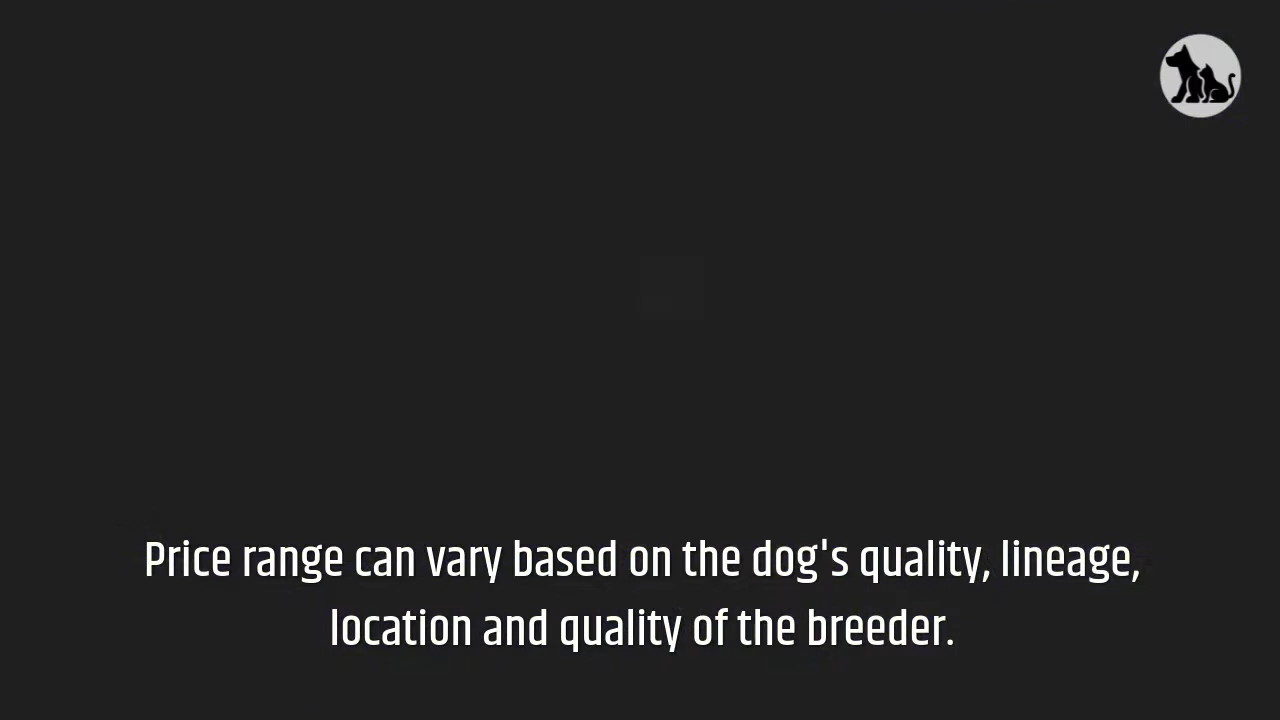 Price range can vary based on the dog's quality, lineage,
location and quality of the breeder.